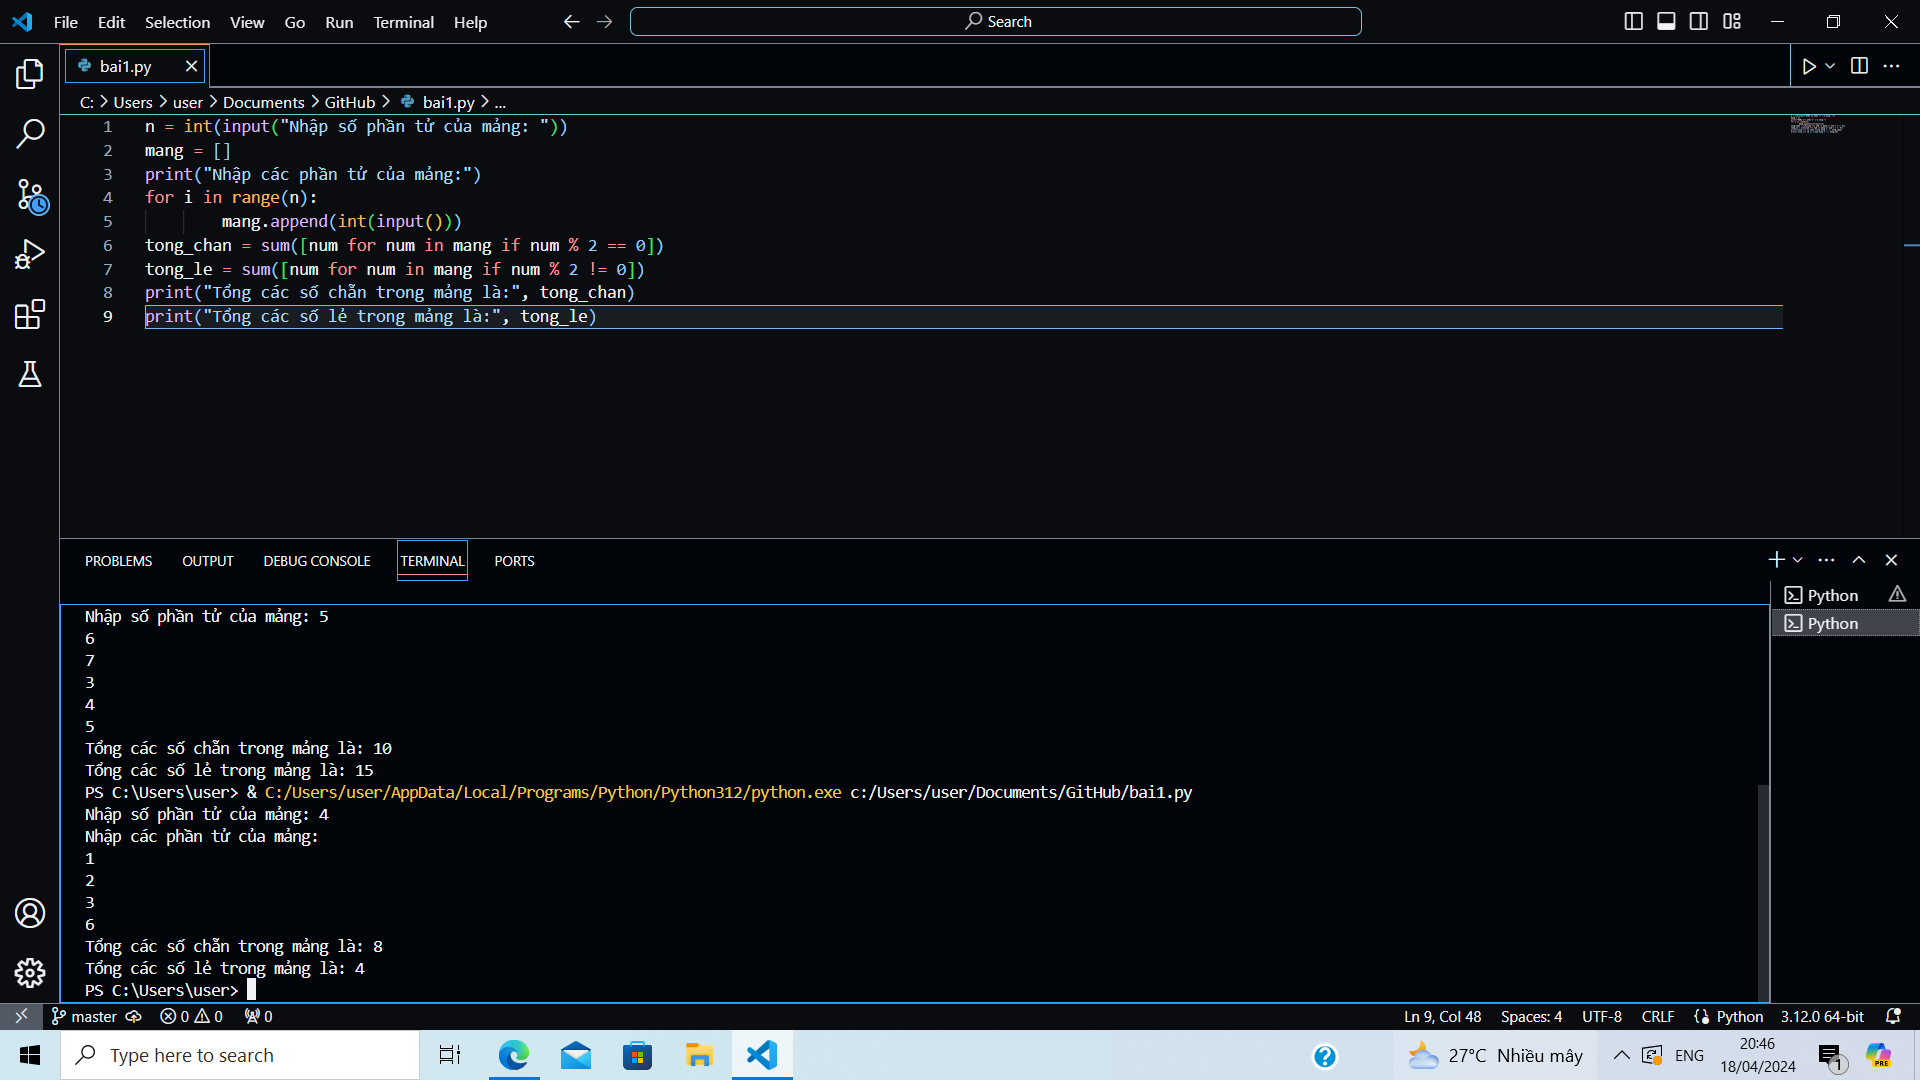 File Edit Selection View Go Run Terminal Help
Search
bai1.py
C: > Users > user > Documents > GitHub > bai1.py > ...
1 n = int(input("Nhập số phần tử của mảng: "))
2 mang = []
3 print("Nhập các phần tử của mảng:")
4 for i in range(n):
5 mang.append(int(input()))
6 tong_chan = sum([num for num in mang if num % 2 == 0])
7 tong_le = sum([num for num in mang if num % 2 != 0])
8 print("Tổng các số chẵn trong mảng là:", tong_chan)
9 print("Tổng các số lẻ trong mảng là:", tong_le)
PROBLEMS OUTPUT DEBUG CONSOLE TERMINAL PORTS
Python
Python
Nhập số phần tử của mảng: 5
6
7
3
4
5
Tổng các số chẵn trong mảng là: 10
Tổng các số lẻ trong mảng là: 15
PS C:\Users\user> & C:/Users/user/AppData/Local/Programs/Python/Python312/python.exe c:/Users/user/Documents/GitHub/bai1.py
Nhập số phần tử của mảng: 4
Nhập các phần tử của mảng:
1
2
3
6
Tổng các số chẵn trong mảng là: 8
Tổng các số lẻ trong mảng là: 4
PS C:\Users\user>
master 0 0 0 Ln 9, Col 48 Spaces: 4 UTF-8 CRLF Python 3.12.0 64-bit
Type here to search 27°C Nhiều mây ENG 20:46
18/04/2024 1 PRE